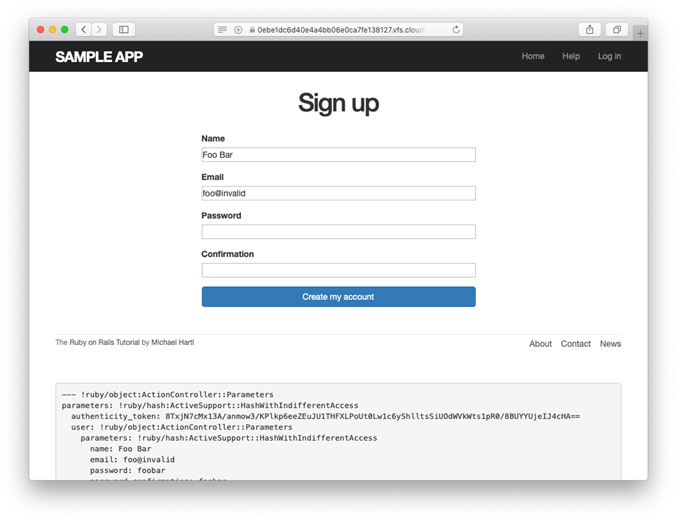 0ebe1dc6d40e4a4bb06e0ca7fe138127.vfs.cloud
SAMPLE APP
Home Help Log in
Sign up
Name
Foo Bar
Email
foo@invalid
Password
Confirmation
Create my account
The Ruby on Rails Tutorial by Michael Hartl
About Contact News
--- !ruby/object:ActionController::Parameters
parameters: !ruby/hash:ActiveSupport::HashWithIndifferentAccess
authenticity_token: 8TxjN7cMx13A/anmow3/KPlkp6eeZEuJU1THFXLPoUt0Lw1c6yShlltsSiUOdWVkWts1pR0/8BUYYUjeIJ4cHA==
user: !ruby/object:ActionController::Parameters
parameters: !ruby/hash:ActiveSupport::HashWithIndifferentAccess
name: Foo Bar
email: foo@invalid
password: foobar
password_confirmation: foobar